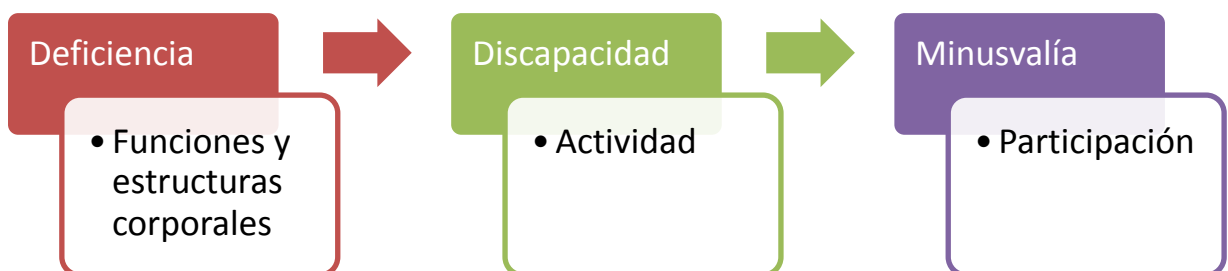 Deficiencia
• Funciones y
estructuras
corporales
Discapacidad
• Actividad
Minusvalía
• Participación